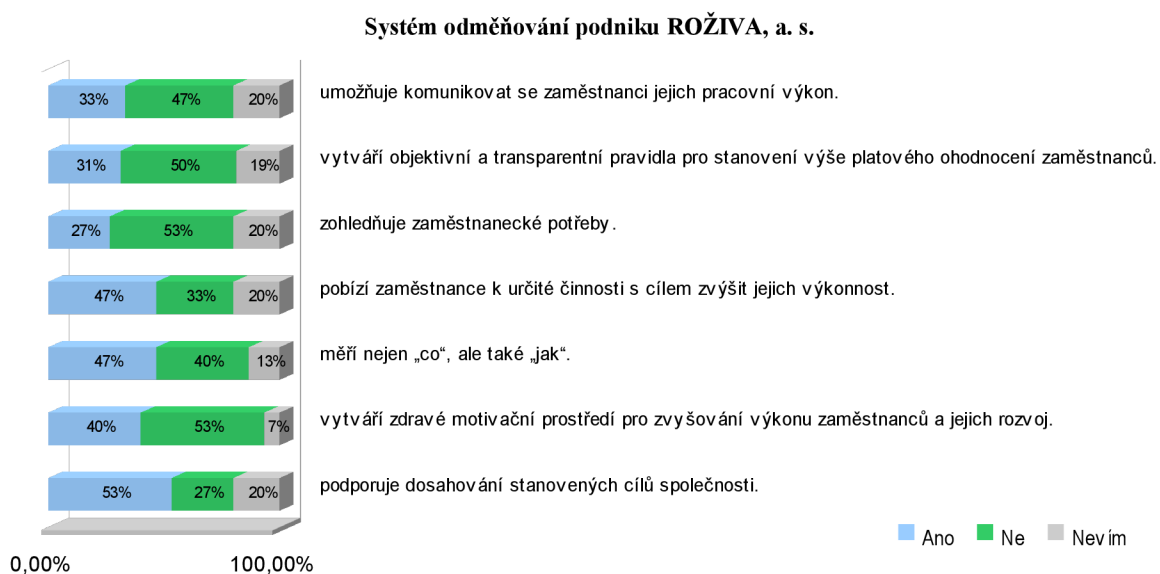 Systém odměňování podniku ROŽIVA, a. s.
33% 47% 20% umožňuje komunikovat se zaměstnanci jejich pracovní výkon.
31% 50% 19% vytváří objektivní a transparentní pravidla pro stanovení výše platového ohodnocení zaměstnanců.
27% 53% 20% zohledňuje zaměstnanecké potřeby.
47% 33% 20% pobízí zaměstnance k určité činnosti s cílem zvýšit jejich výkonnost.
47% 40% 13% měří nejen „co“, ale také „jak“.
40% 53% 7% vytváří zdravé motivační prostředí pro zvyšování výkonu zaměstnanců a jejich rozvoj.
53% 27% 20% podporuje dosahování stanovených cílů společnosti.
Ano Ne Nevím
0,00% 100,00%